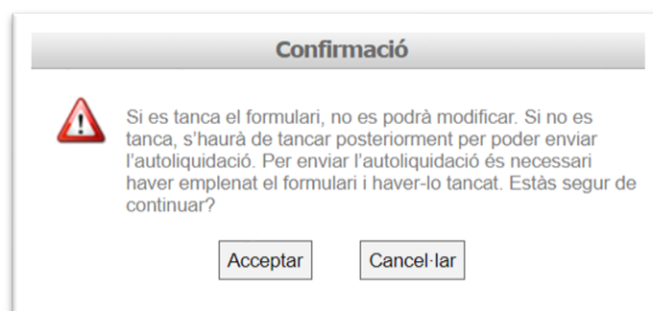 Confirmació
Si es tanca el formulari, no es podrà modificar. Si no es
tanca, s'haurà de tancar posteriorment per poder enviar
l'autoliquidació. Per enviar l'autoliquidació és necessari
haver emplenat el formulari i haver-lo tancat. Estàs segur de
continuar?
Acceptar
Cancel·lar